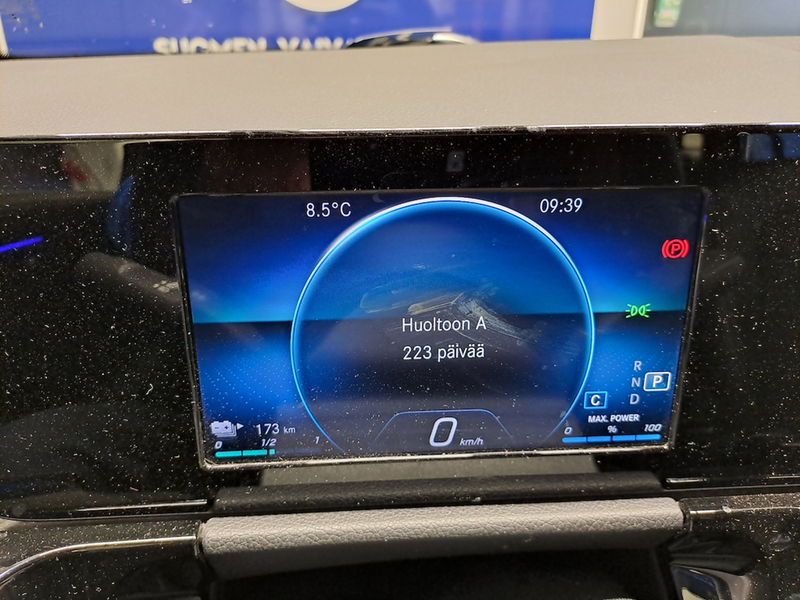 SUOMEN
8.5°C
09:39
P
Huoltoon A
223 päivää
R
N P
D
C
MAX. POWER
0 % 100
173 km
0 1/2 1
0 km/h